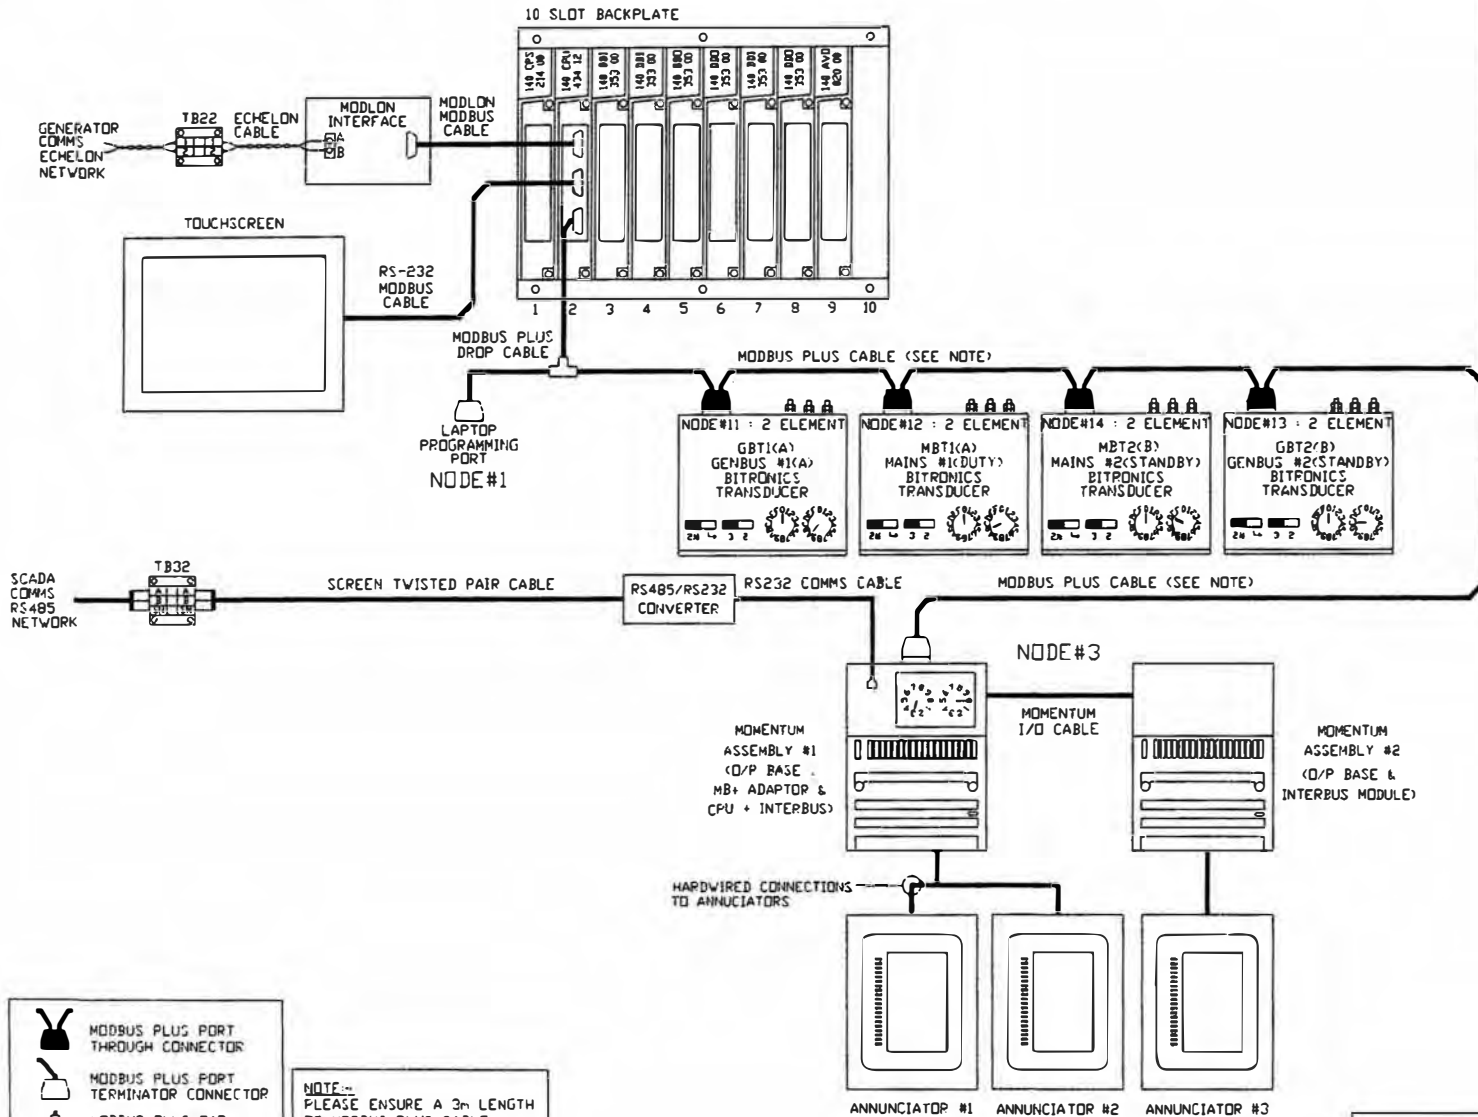 10 SLOT BACKPLATE
140 CPS
214 00
140 CPU
434 12
140 DDI
353 00
140 DDI
353 00
140 DDO
353 00
140 DDO
353 00
140 DDI
353 00
140 DDO
353 00
140 AVO
020 00
1 2 3 4 5 6 7 8 9 10
GENERATOR
COMMS
ECHELON
NETWORK
TB22
ECHELON
CABLE
MODLON
INTERFACE
A
B
MODLON
MODBUS
CABLE
TOUCHSCREEN
RS-232
MODBUS
CABLE
MODBUS PLUS
DROP CABLE
LAPTOP
PROGRAMMING
PORT
NODE#1
MODBUS PLUS CABLE (SEE NOTE)
NODE#11 : 2 ELEMENT
GBT1(A)
GENBUS #1(A)
BITRONICS
TRANSDUCER
NODE#12 : 2 ELEMENT
MBT1(A)
MAINS #1(DUTY)
BITRONICS
TRANSDUCER
NODE#14 : 2 ELEMENT
MBT2(B)
MAINS #2(STANDBY)
BITRONICS
TRANSDUCER
NODE#13 : 2 ELEMENT
GBT2(B)
GENBUS #2(STANDBY)
BITRONICS
TRANSDUCER
SCADA
COMMS
RS485
NETWORK
TB32
SCREEN TWISTED PAIR CABLE
RS485/RS232
CONVERTER
RS232 COMMS CABLE
MODBUS PLUS CABLE (SEE NOTE)
NODE#3
MOMENTUM
ASSEMBLY #1
(O/P BASE
MB+ ADAPTOR &
CPU + INTERBUS)
MOMENTUM
I/O CABLE
MOMENTUM
ASSEMBLY #2
(O/P BASE &
INTERBUS MODULE)
HARDWIRED CONNECTIONS
TO ANNUCIATORS
ANNUNCIATOR #1
ANNUNCIATOR #2
ANNUNCIATOR #3
MODBUS PLUS PORT
THROUGH CONNECTOR
MODBUS PLUS PORT
TERMINATOR CONNECTOR
NOTE:-
PLEASE ENSURE A 3m LENGTH